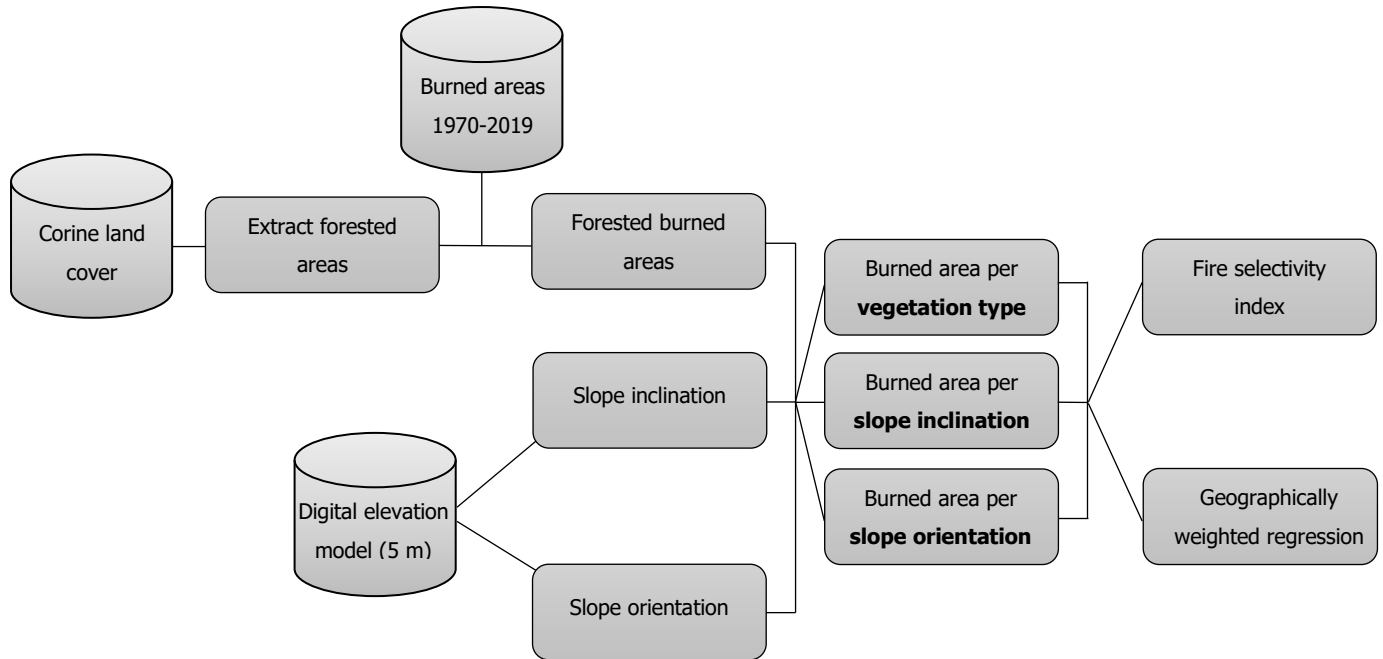 Burned areas
1970-2019
Corine land
cover
Extract forested
areas
Forested burned
areas
Burned area per
vegetation type
Fire selectivity
index
Slope inclination
Burned area per
slope inclination
Digital elevation
model (5 m)
Burned area per
slope orientation
Geographically
weighted regression
Slope orientation